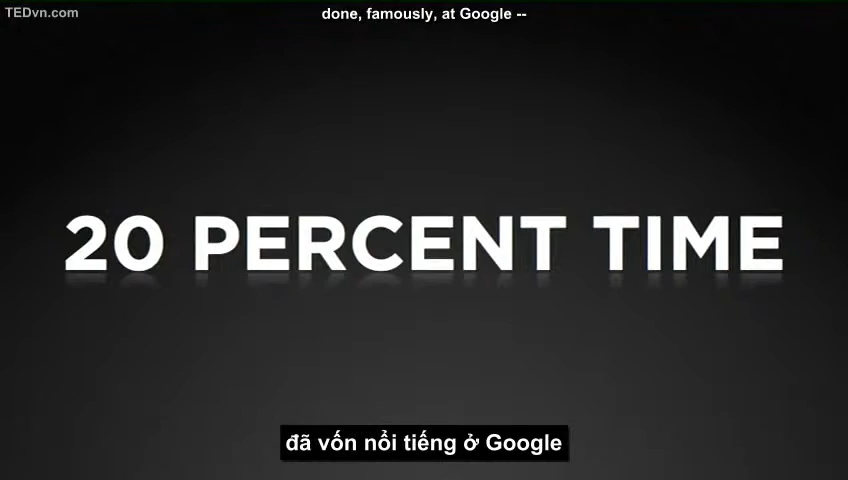 TEDvn.com
done, famously, at Google --
20 PERCENT TIME
đã vốn nổi tiếng ở Google